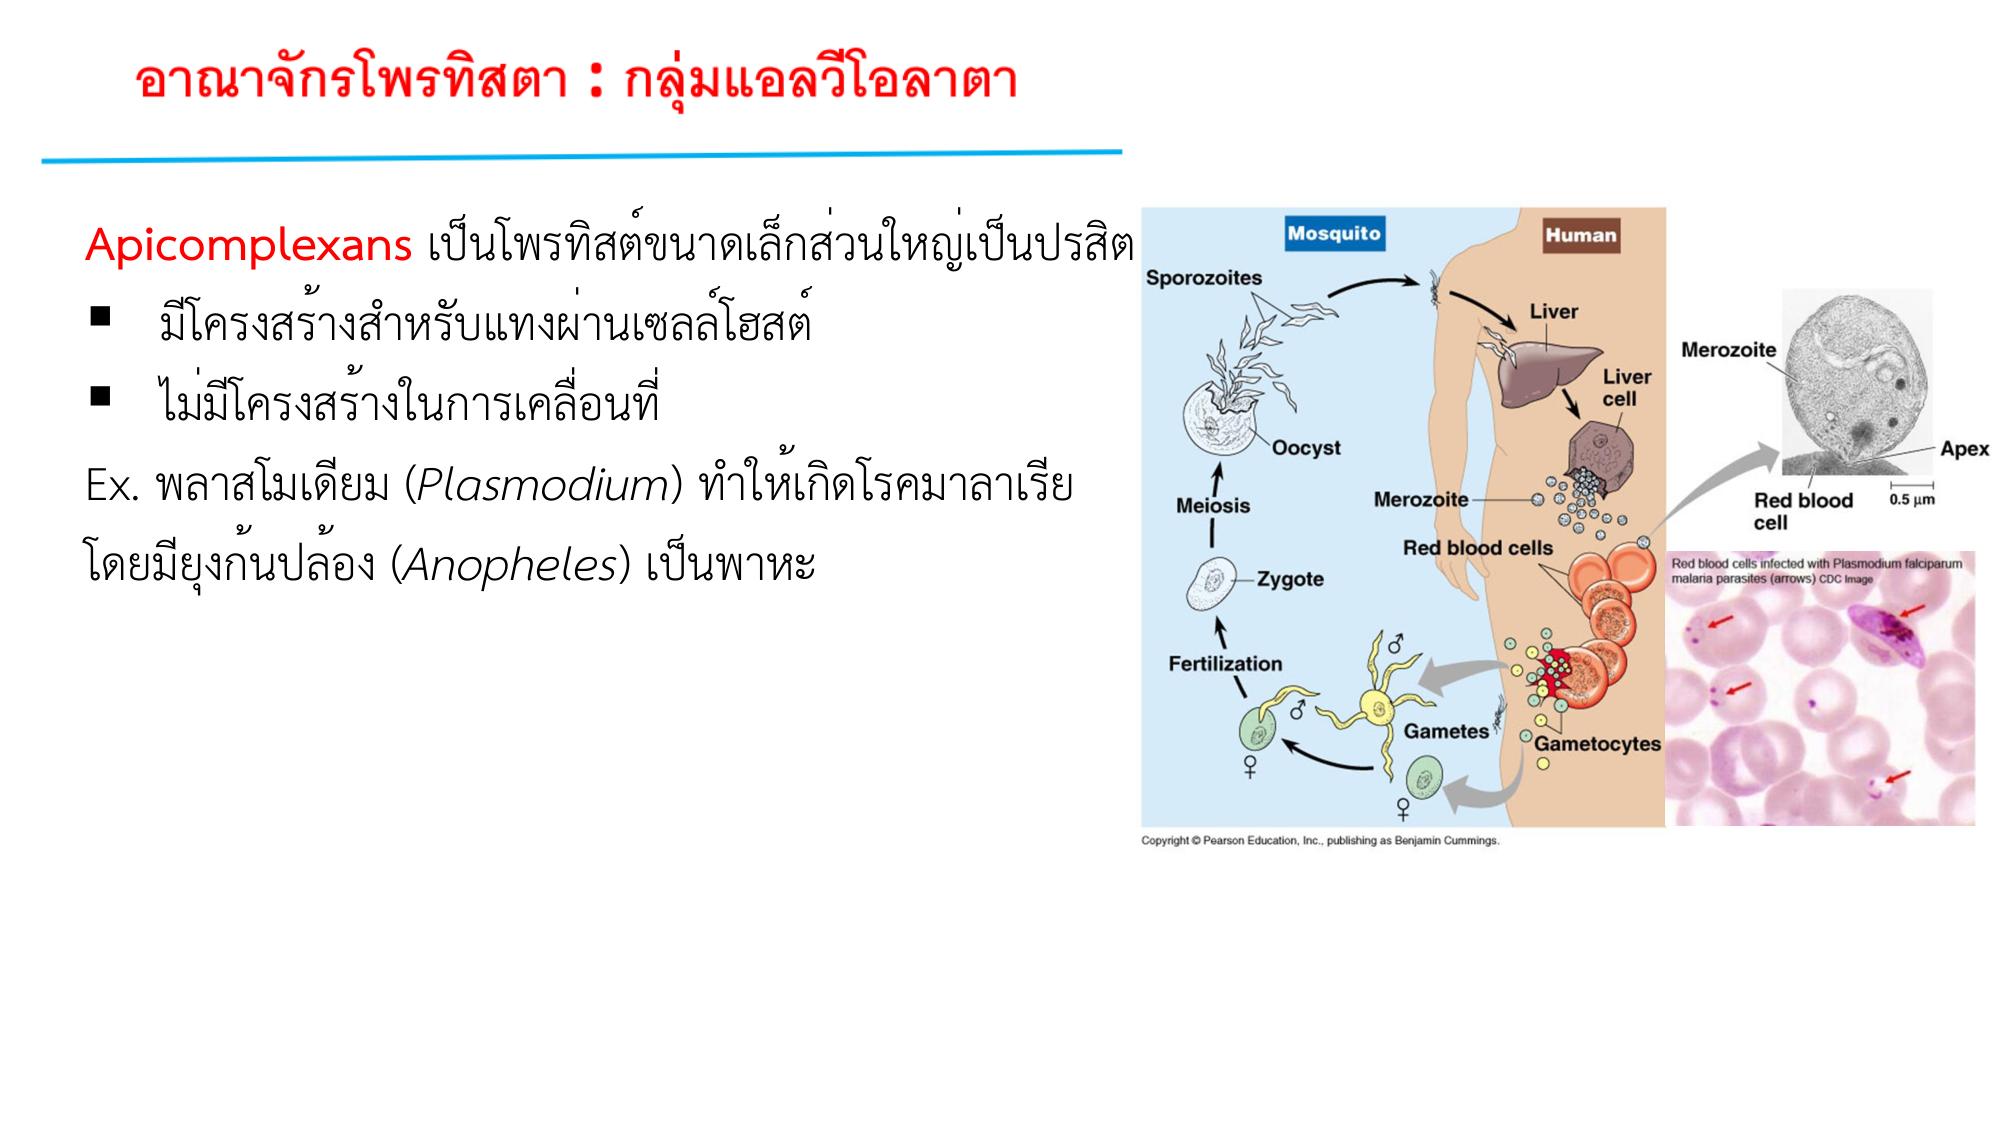 อาณาจักรโพรทิสตา : กลุ่มแอลวีโอลาตา
Apicomplexans เป็นโพรทิสต์ขนาดเล็กส่วนใหญ่เป็นปรสิต
▪ มีโครงสร้างสำหรับแทงผ่านเซลล์โฮสต์
▪ ไม่มีโครงสร้างในการเคลื่อนที่
Ex. พลาสโมเดียม (Plasmodium) ทำให้เกิดโรคมาลาเรีย
โดยมียุงก้นปล้อง (Anopheles) เป็นพาหะ
Mosquito
Human
Sporozoites
Liver
Liver
cell
Oocyst
Meiosis
Merozoite
Red blood cells
Zygote
Fertilization
♂
♂
Gametes
Gametocytes
♀
♀
Copyright © Pearson Education, Inc., publishing as Benjamin Cummings.
Merozoite
Apex
Red blood
cell
0.5 µm
Red blood cells infected with Plasmodium falciparum
malaria parasites (arrows) CDC Image